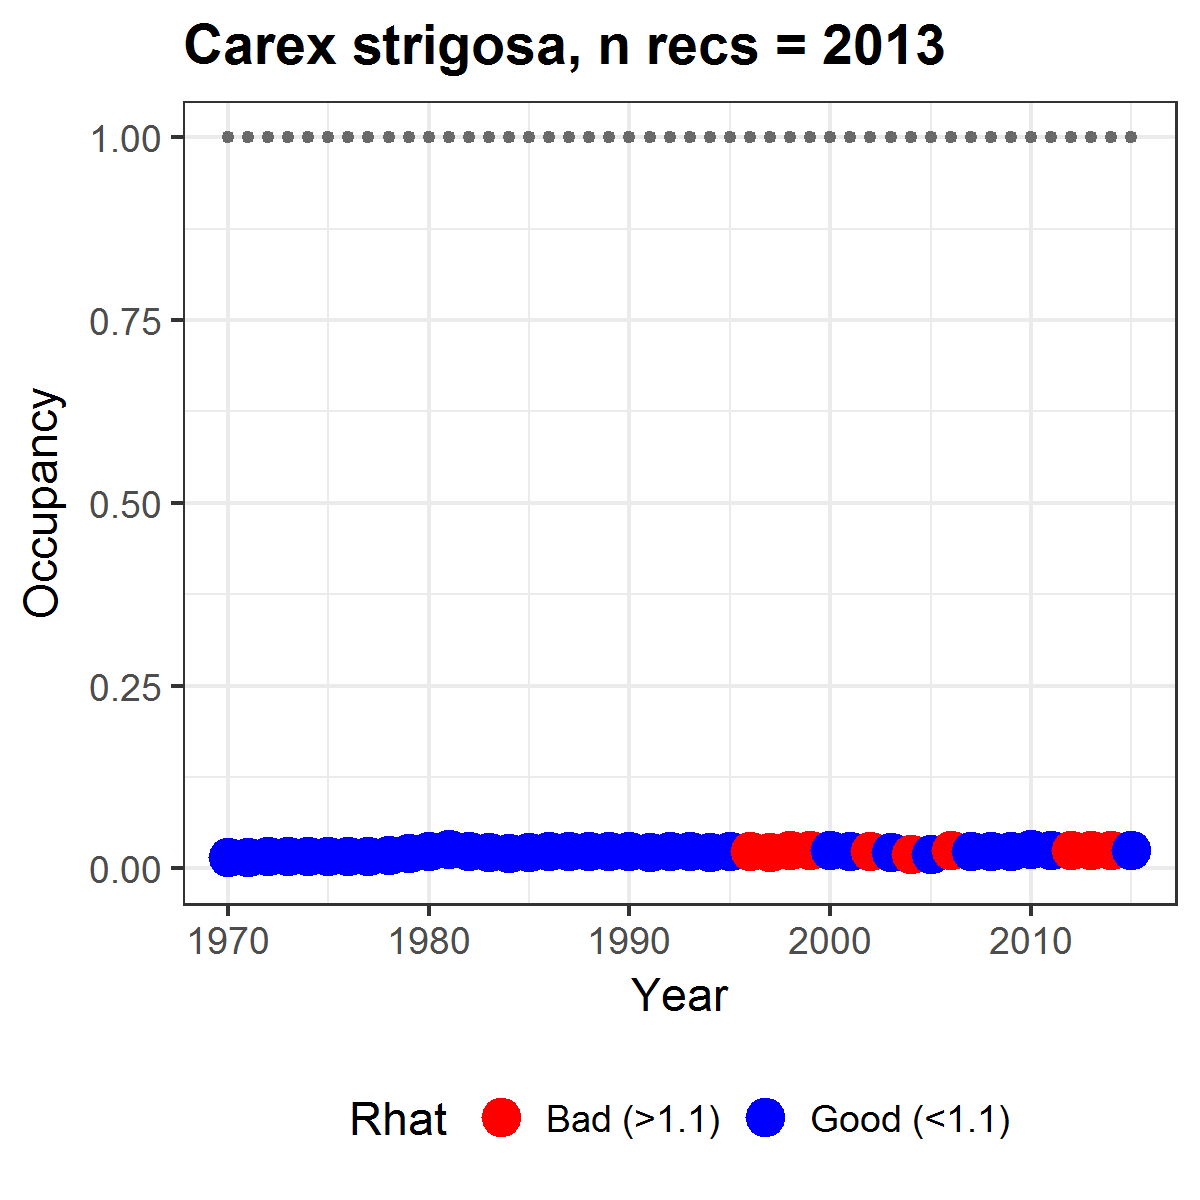 Carex strigosa, n recs = 2013
1.00
0.75
0.50
0.25
0.00
Occupancy
1970 1980 1990 2000 2010
Year
Rhat Bad (>1.1) Good (<1.1)